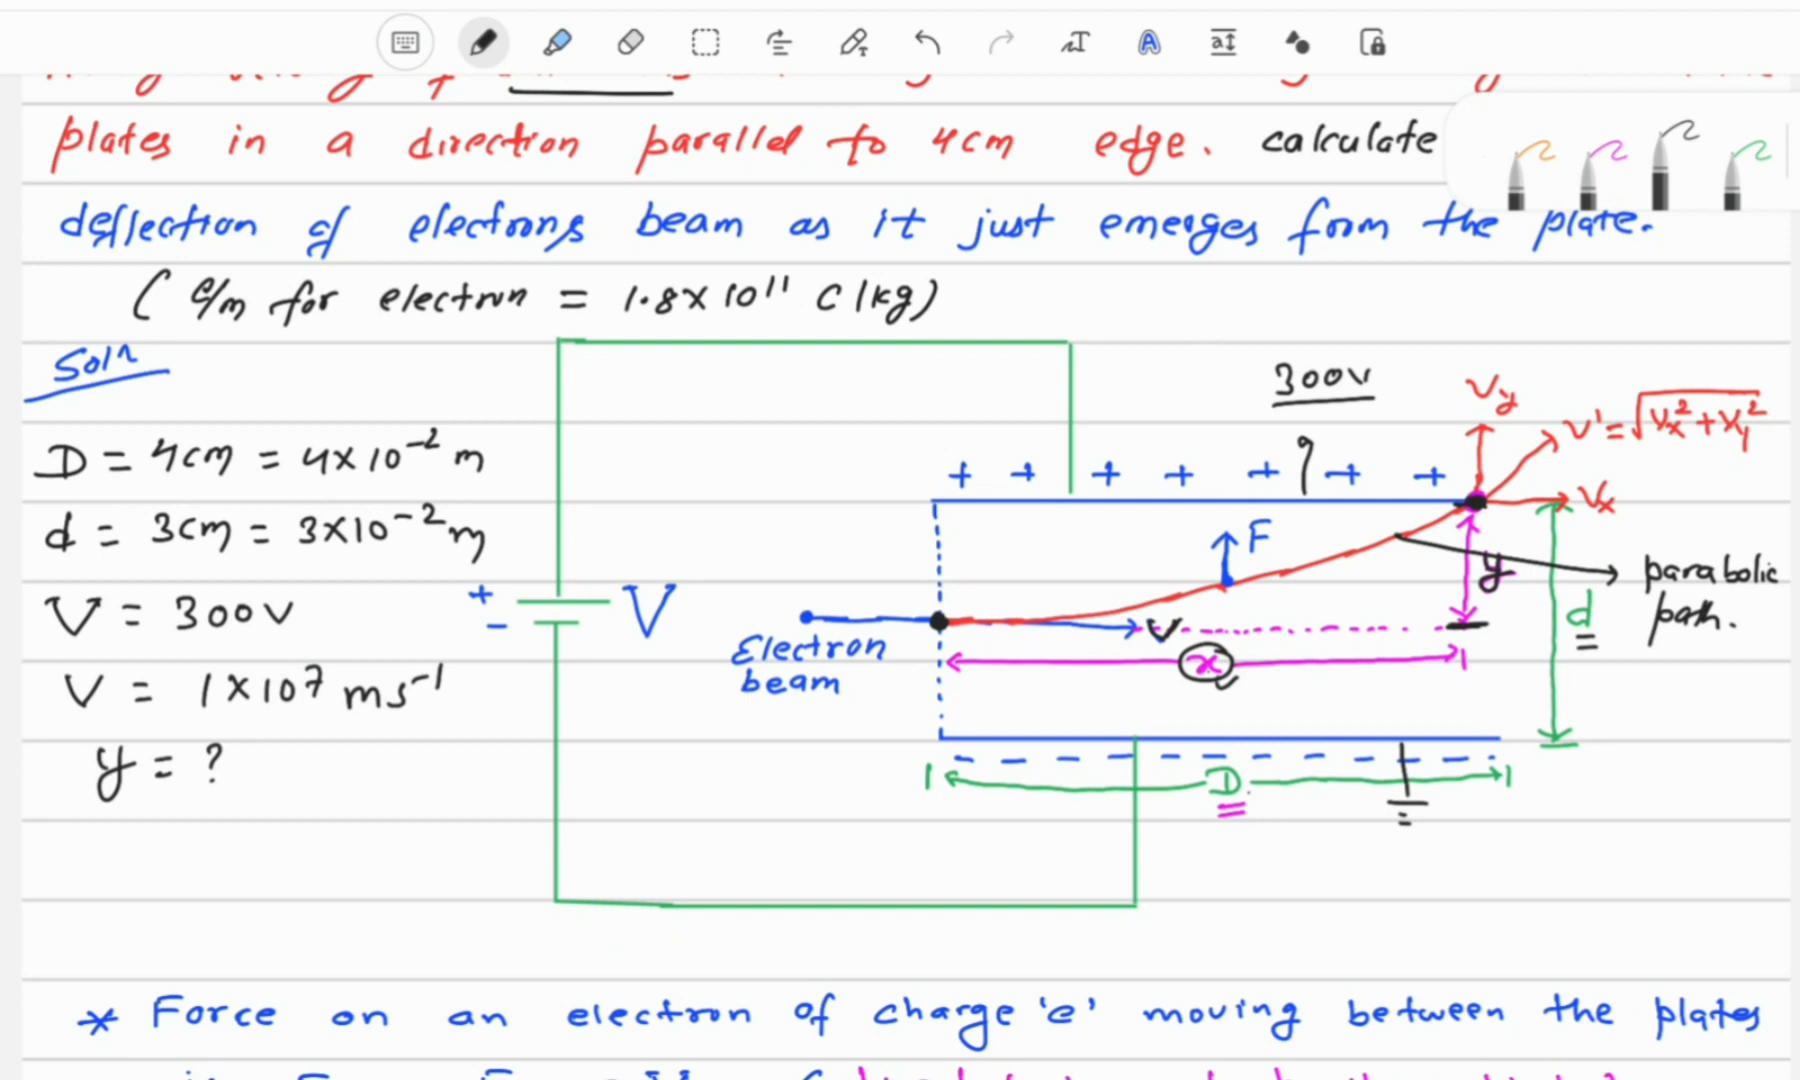 plates in a direction parallel to 4cm edge. calculate
deflection of electrons beam as it just emerges from the plate.
( e/m for electron = 1.8×10¹¹ C/kg)
Solⁿ
D = 4cm = 4×10⁻² m
d = 3cm = 3×10⁻² m
V = 300v
V = 1×10⁷ ms⁻¹
y = ?
+
-
V
300v
+ + + + + + +
Vy
V' = √Vx² + Vy²
Vx
F
y
d
parabolic
path.
Electron
beam
V
x
- - - - - - - - -
D
* Force on an electron of charge 'e' moving between the plates